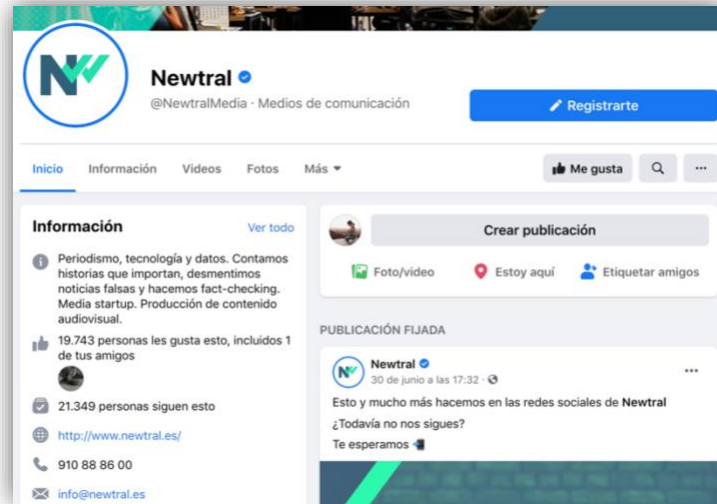 NW
Newtral
@NewtralMedia · Medios de comunicación
Registrarte
Inicio Información Videos Fotos Más
Me gusta
Información Ver todo
Periodismo, tecnología y datos. Contamos
historias que importan, desmentimos
noticias falsas y hacemos fact-checking.
Media startup. Producción de contenido
audiovisual.
19.743 personas les gusta esto, incluidos 1
de tus amigos
21.349 personas siguen esto
http://www.newtral.es/
910 88 86 00
info@newtral.es
Crear publicación
Foto/video Estoy aquí Etiquetar amigos
PUBLICACIÓN FIJADA
NW
Newtral
30 de junio a las 17:32 ·
Esto y mucho más hacemos en las redes sociales de Newtral
¿Todavía no nos sigues?
Te esperamos